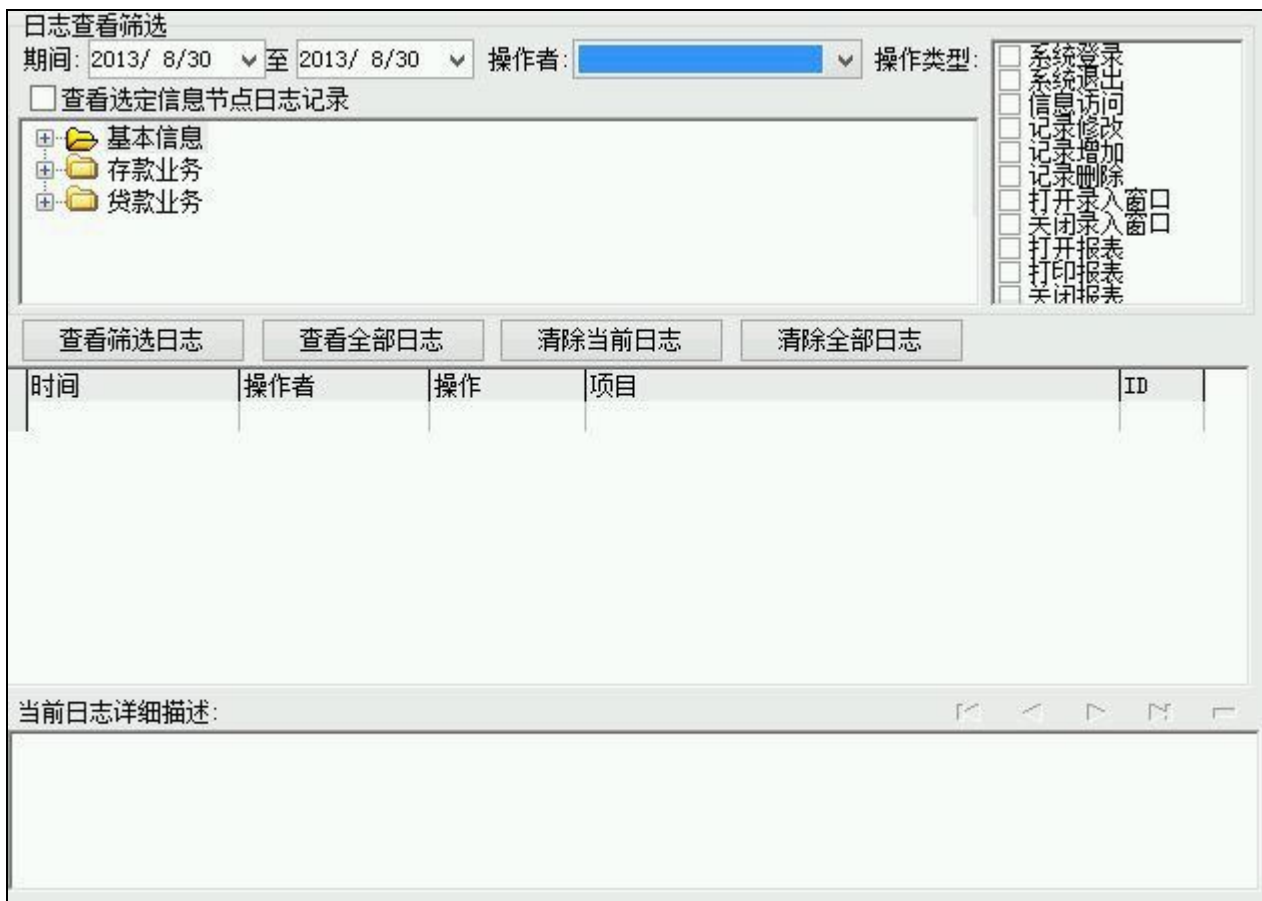 日志查看筛选
期间: 2013/ 8/30 至 2013/ 8/30 操作者: 操作类型:
系统登录
系统退出
信息访问
记录修改
记录增加
记录删除
打开录入窗口
关闭录入窗口
打开报表
打印报表
关闭报表
查看选定信息节点日志记录
基本信息
存款业务
贷款业务
查看筛选日志 查看全部日志 清除当前日志 清除全部日志
时间 操作者 操作 项目 ID
当前日志详细描述: